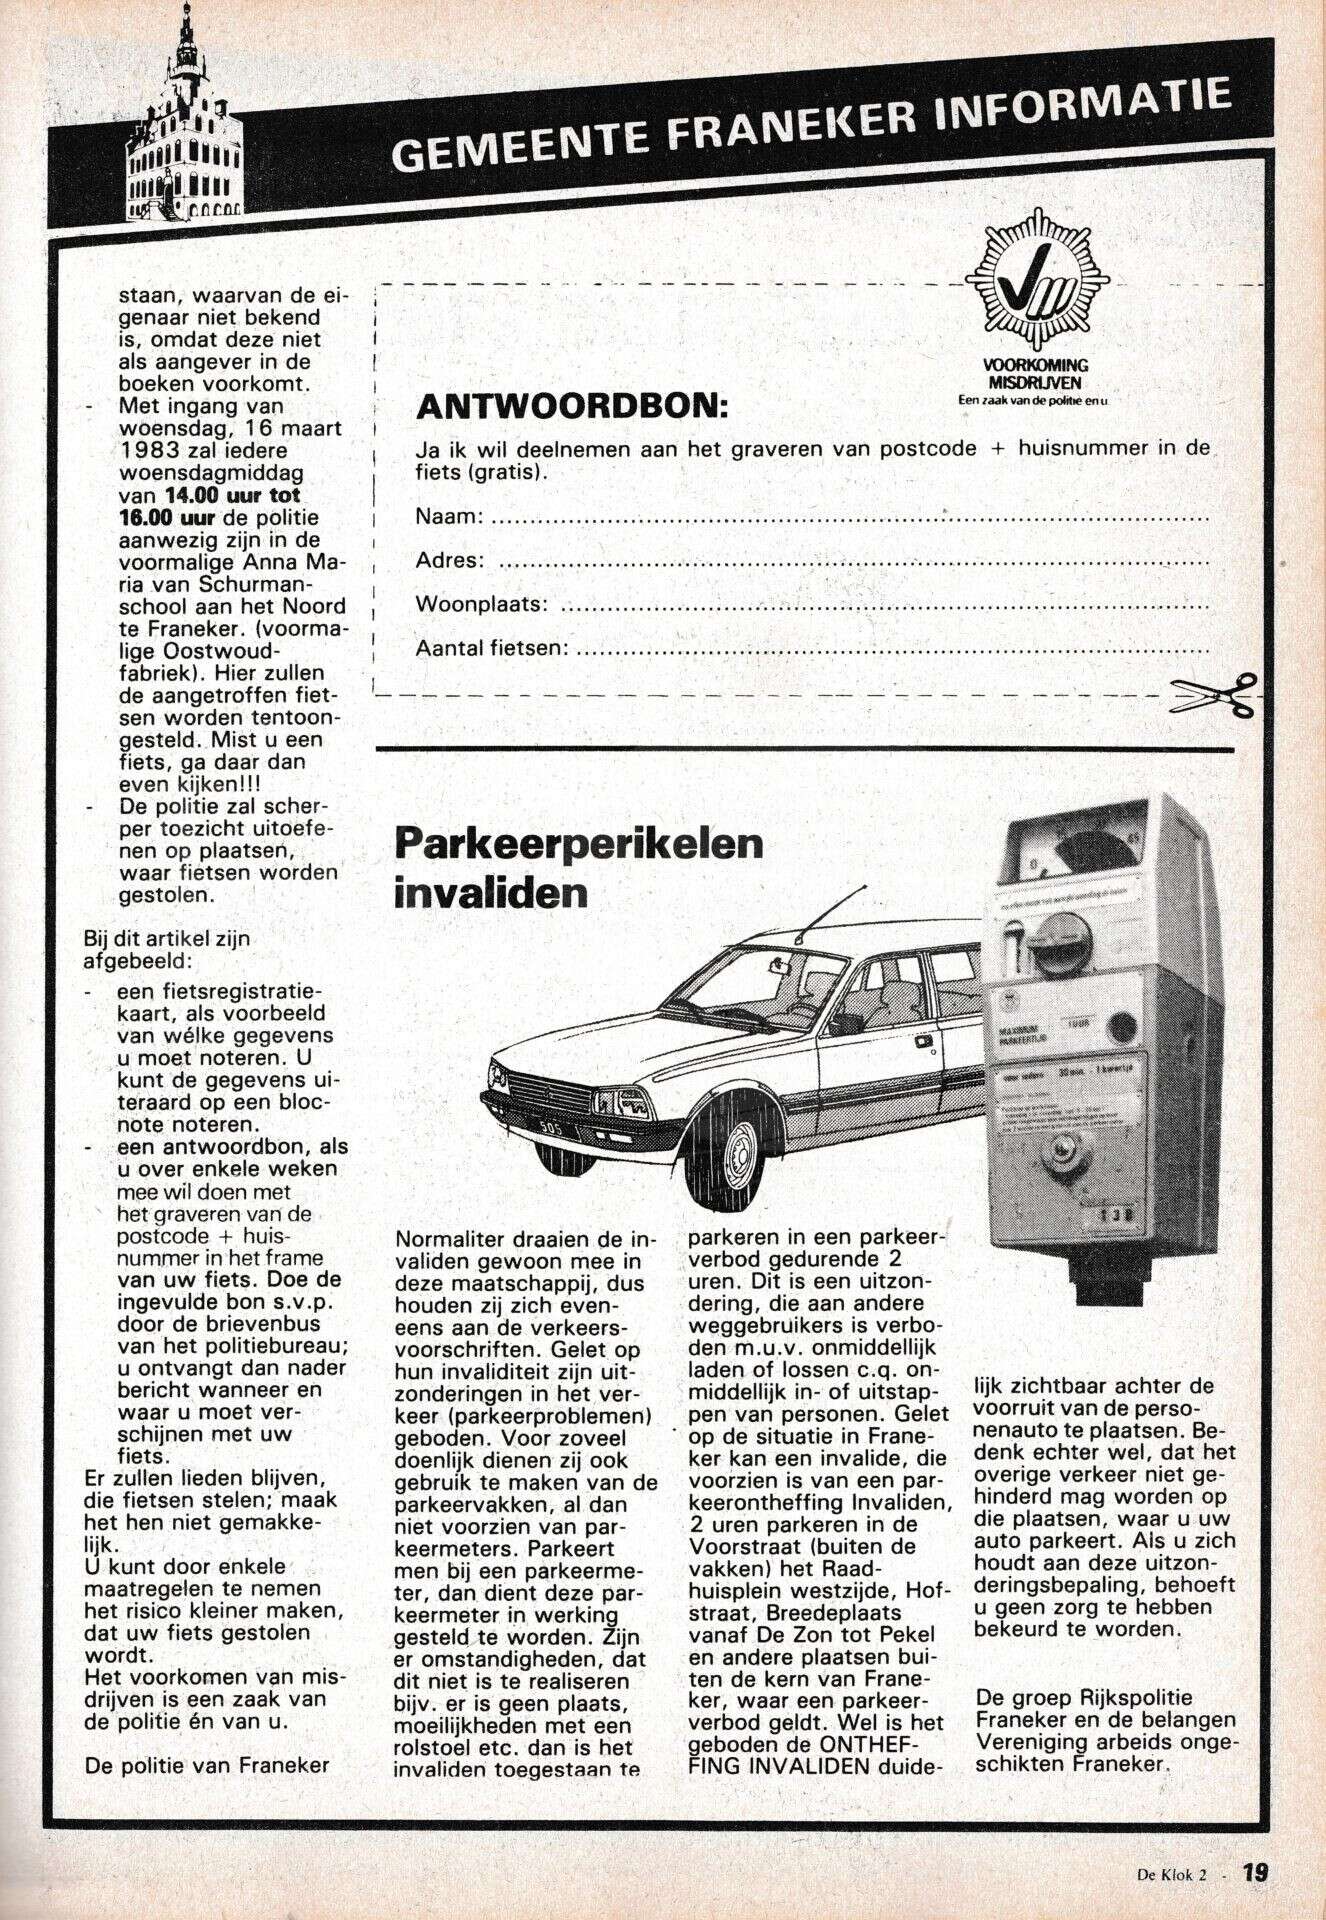 GEMEENTE FRANEKER INFORMATIE
staan, waarvan de ei-
genaar niet bekend
is, omdat deze niet
als aangever in de
boeken voorkomt.
- Met ingang van
woensdag, 16 maart
1983 zal iedere
woensdagmiddag
van 14.00 uur tot
16.00 uur de politie
aanwezig zijn in de
voormalige Anna Ma-
ria van Schurman-
school aan het Noord
te Franeker. (voorma-
lige Oostwoud-
fabriek). Hier zullen
de aangetroffen fiet-
sen worden tentoon-
gesteld. Mist u een
fiets, ga daar dan
even kijken!!!
- De politie zal scher-
per toezicht uitoefe-
nen op plaatsen,
waar fietsen worden
gestolen.
Bij dit artikel zijn
afgebeeld:
- een fietsregistratie-
kaart, als voorbeeld
van wélke gegevens
u moet noteren. U
kunt de gegevens ui-
teraard op een bloc-
note noteren.
- een antwoordbon, als
u over enkele weken
mee wil doen met
het graveren van de
postcode + huis-
nummer in het frame
van uw fiets. Doe de
ingevulde bon s.v.p.
door de brievenbus
van het politiebureau;
u ontvangt dan nader
bericht wanneer en
waar u moet ver-
schijnen met uw
fiets.
Er zullen lieden blijven,
die fietsen stelen; maak
het hen niet gemakke-
lijk.
U kunt door enkele
maatregelen te nemen
het risico kleiner maken,
dat uw fiets gestolen
wordt.
Het voorkomen van mis-
drijven is een zaak van
de politie én van u.
De politie van Franeker
VOORKOMING
MISDRIJVEN
Een zaak van de politie en u
ANTWOORDBON:
Ja ik wil deelnemen aan het graveren van postcode + huisnummer in de
fiets (gratis).
Naam:
Adres:
Woonplaats:
Aantal fietsen:
Parkeerperikelen
invaliden
505
0
45
MAXIMUM
PARKEERTIJD
1 UUR
voor iedere 30 min. - 1 kwartje
138
Normaliter draaien de in-
validen gewoon mee in
deze maatschappij, dus
houden zij zich even-
eens aan de verkeers-
voorschriften. Gelet op
hun invaliditeit zijn uit-
zonderingen in het ver-
keer (parkeerproblemen)
geboden. Voor zoveel
doenlijk dienen zij ook
gebruik te maken van de
parkeervakken, al dan
niet voorzien van par-
keermeters. Parkeert
men bij een parkeerme-
ter, dan dient deze par-
keermeter in werking
gesteld te worden. Zijn
er omstandigheden, dat
dit niet is te realiseren
bijv. er is geen plaats,
moeilijkheden met een
rolstoel etc. dan is het
invaliden toegestaan te
parkeren in een parkeer-
verbod gedurende 2
uren. Dit is een uitzon-
dering, die aan andere
weggebruikers is verbo-
den m.u.v. onmiddellijk
laden of lossen c.q. on-
middellijk in- of uitstap-
pen van personen. Gelet
op de situatie in Frane-
ker kan een invalide, die
voorzien is van een par-
keerontheffing Invaliden,
2 uren parkeren in de
Voorstraat (buiten de
vakken) het Raad-
huisplein westzijde, Hof-
straat, Breedeplaats
vanaf De Zon tot Pekel
en andere plaatsen bui-
ten de kern van Frane-
ker, waar een parkeer-
verbod geldt. Wel is het
geboden de ONTHEF-
FING INVALIDEN duide-
lijk zichtbaar achter de
voorruit van de perso-
nenauto te plaatsen. Be-
denk echter wel, dat het
overige verkeer niet ge-
hinderd mag worden op
die plaatsen, waar u uw
auto parkeert. Als u zich
houdt aan deze uitzon-
deringsbepaling, behoeft
u geen zorg te hebben
bekeurd te worden.
De groep Rijkspolitie
Franeker en de belangen
Vereniging arbeids onge-
schikten Franeker.
De Klok 2 - 19